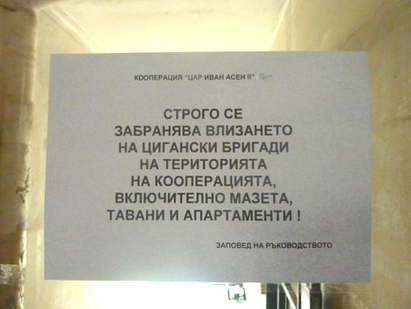 КООПЕРАЦИЯ "ЦАР ИВАН АСЕН II"
СТРОГО СЕ
ЗАБРАНЯВА ВЛИЗАНЕТО
НА ЦИГАНСКИ БРИГАДИ
НА ТЕРИТОРИЯТА
НА КООПЕРАЦИЯТА,
ВКЛЮЧИТЕЛНО МАЗЕТА,
ТАВАНИ И АПАРТАМЕНТИ !
ЗАПОВЕД НА РЪКОВОДСТВОТО